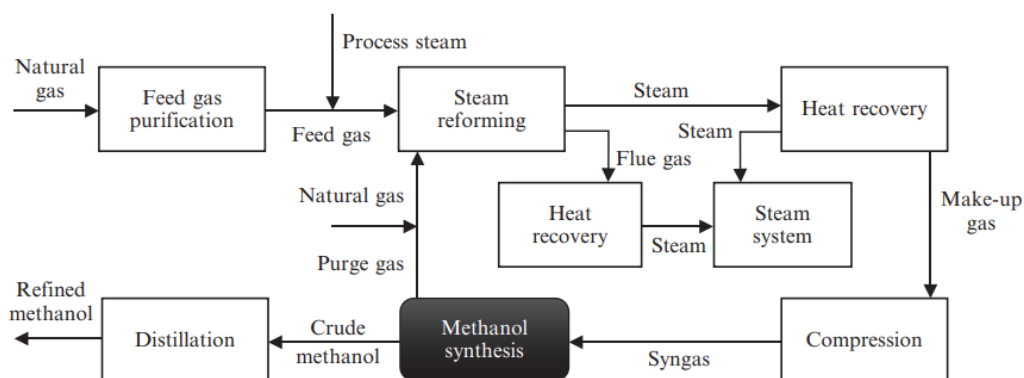 Process steam
Natural
gas
Feed gas
purification
Feed gas
Steam
reforming
Steam
Heat recovery
Steam
Flue gas
Natural gas
Heat
recovery
Steam
Steam
system
Make-up
gas
Purge gas
Refined
methanol
Distillation
Crude
methanol
Methanol
synthesis
Syngas
Compression